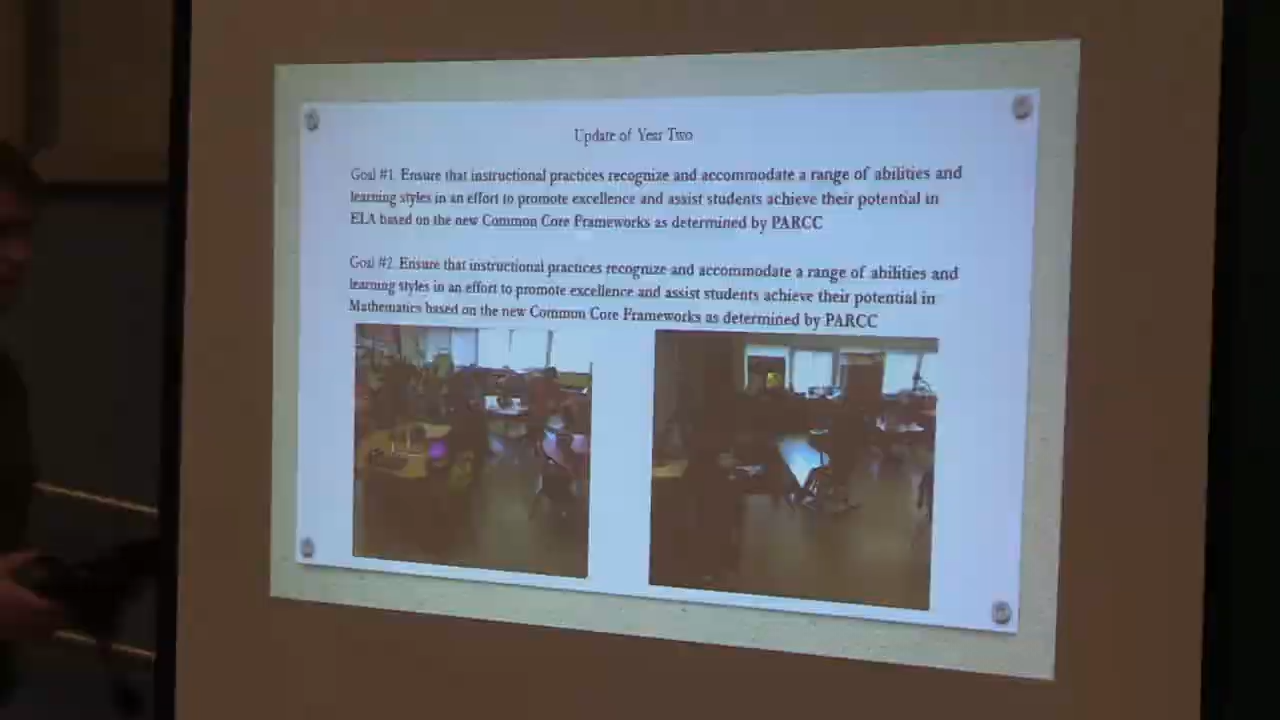 Update of Year Two
Goal #1. Ensure that instructional practices recognize and accommodate a range of abilities and
learning styles in an effort to promote excellence and assist students achieve their potential in
ELA based on the new Common Core Frameworks as determined by PARCC
Goal #2. Ensure that instructional practices recognize and accommodate a range of abilities and
learning styles in an effort to promote excellence and assist students achieve their potential in
Mathematics based on the new Common Core Frameworks as determined by PARCC